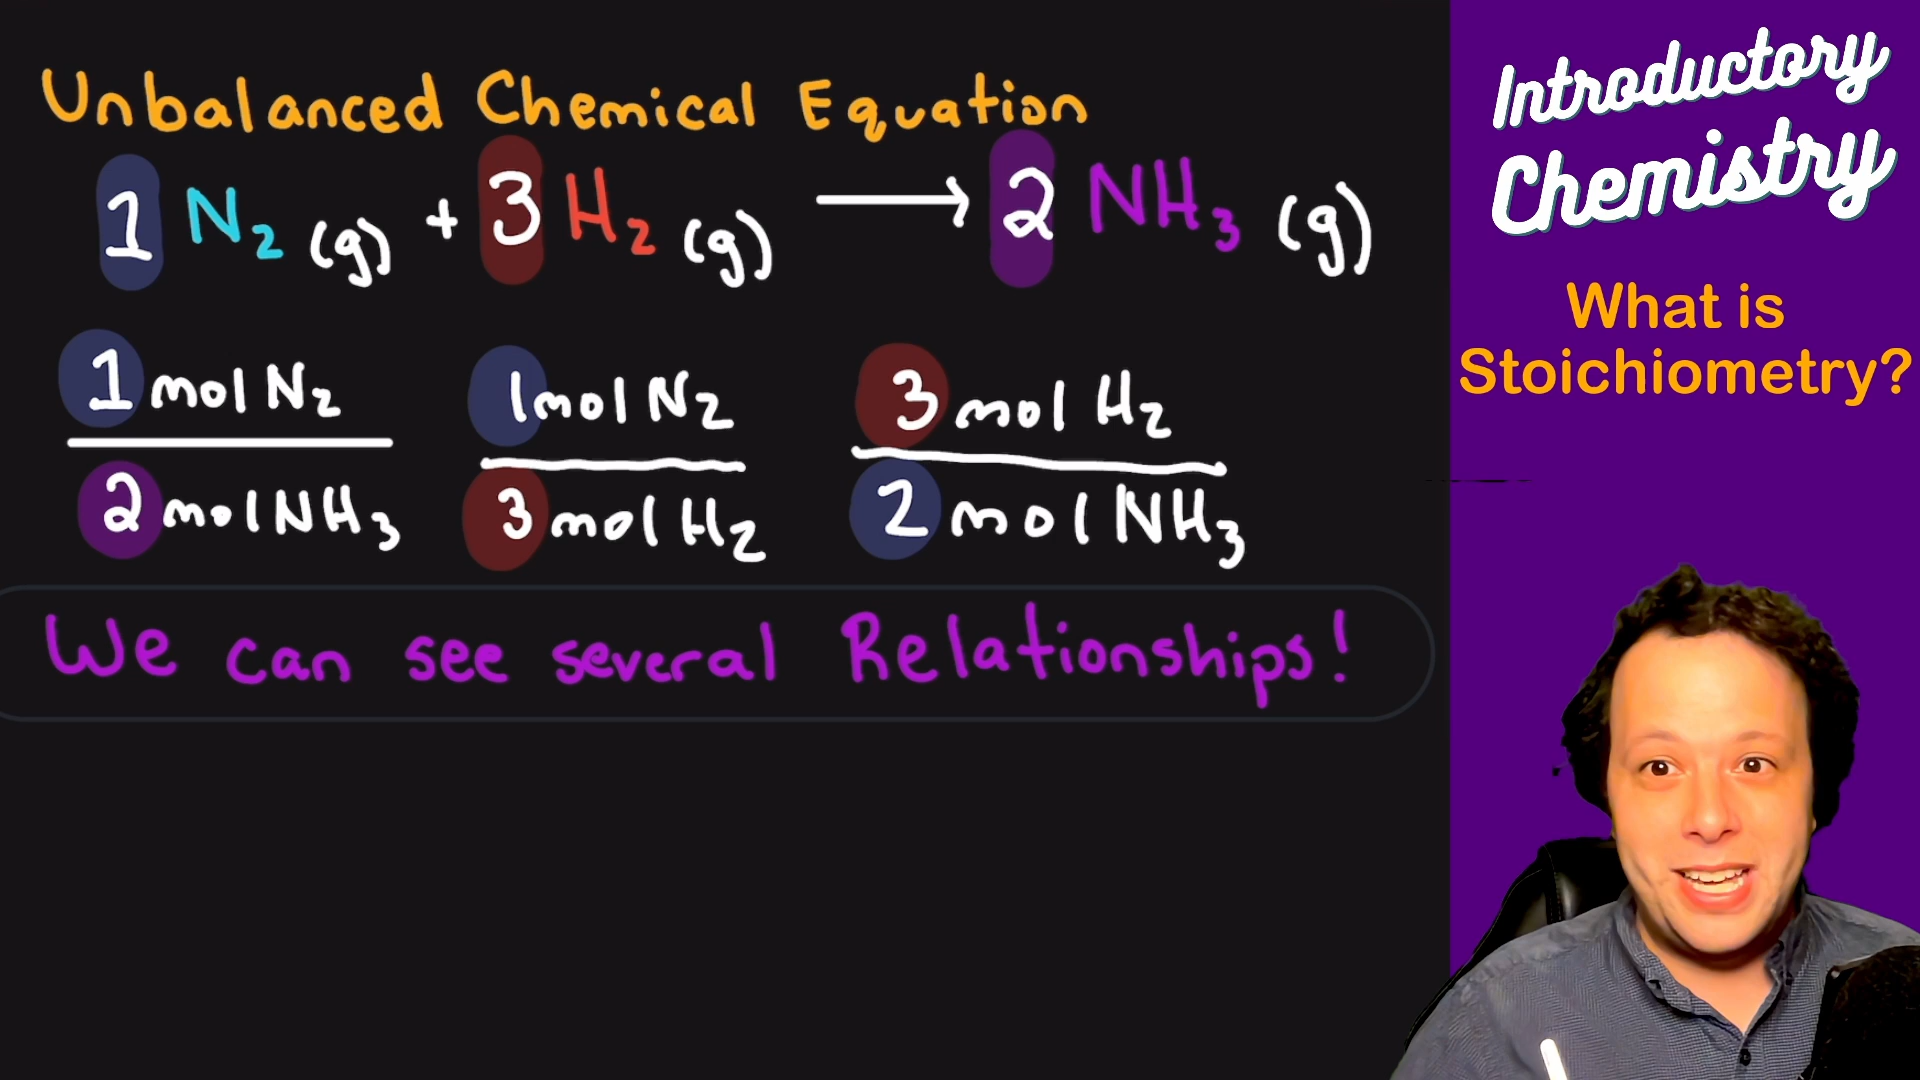 Unbalanced Chemical Equation
1 N₂ (g) + 3 H₂ (g) ⟶ 2 NH₃ (g)
1 mol N₂
2 mol NH₃
1 mol N₂
3 mol H₂
3 mol H₂
2 mol NH₃
We can see several Relationships!
Introductory
Chemistry
What is
Stoichiometry?